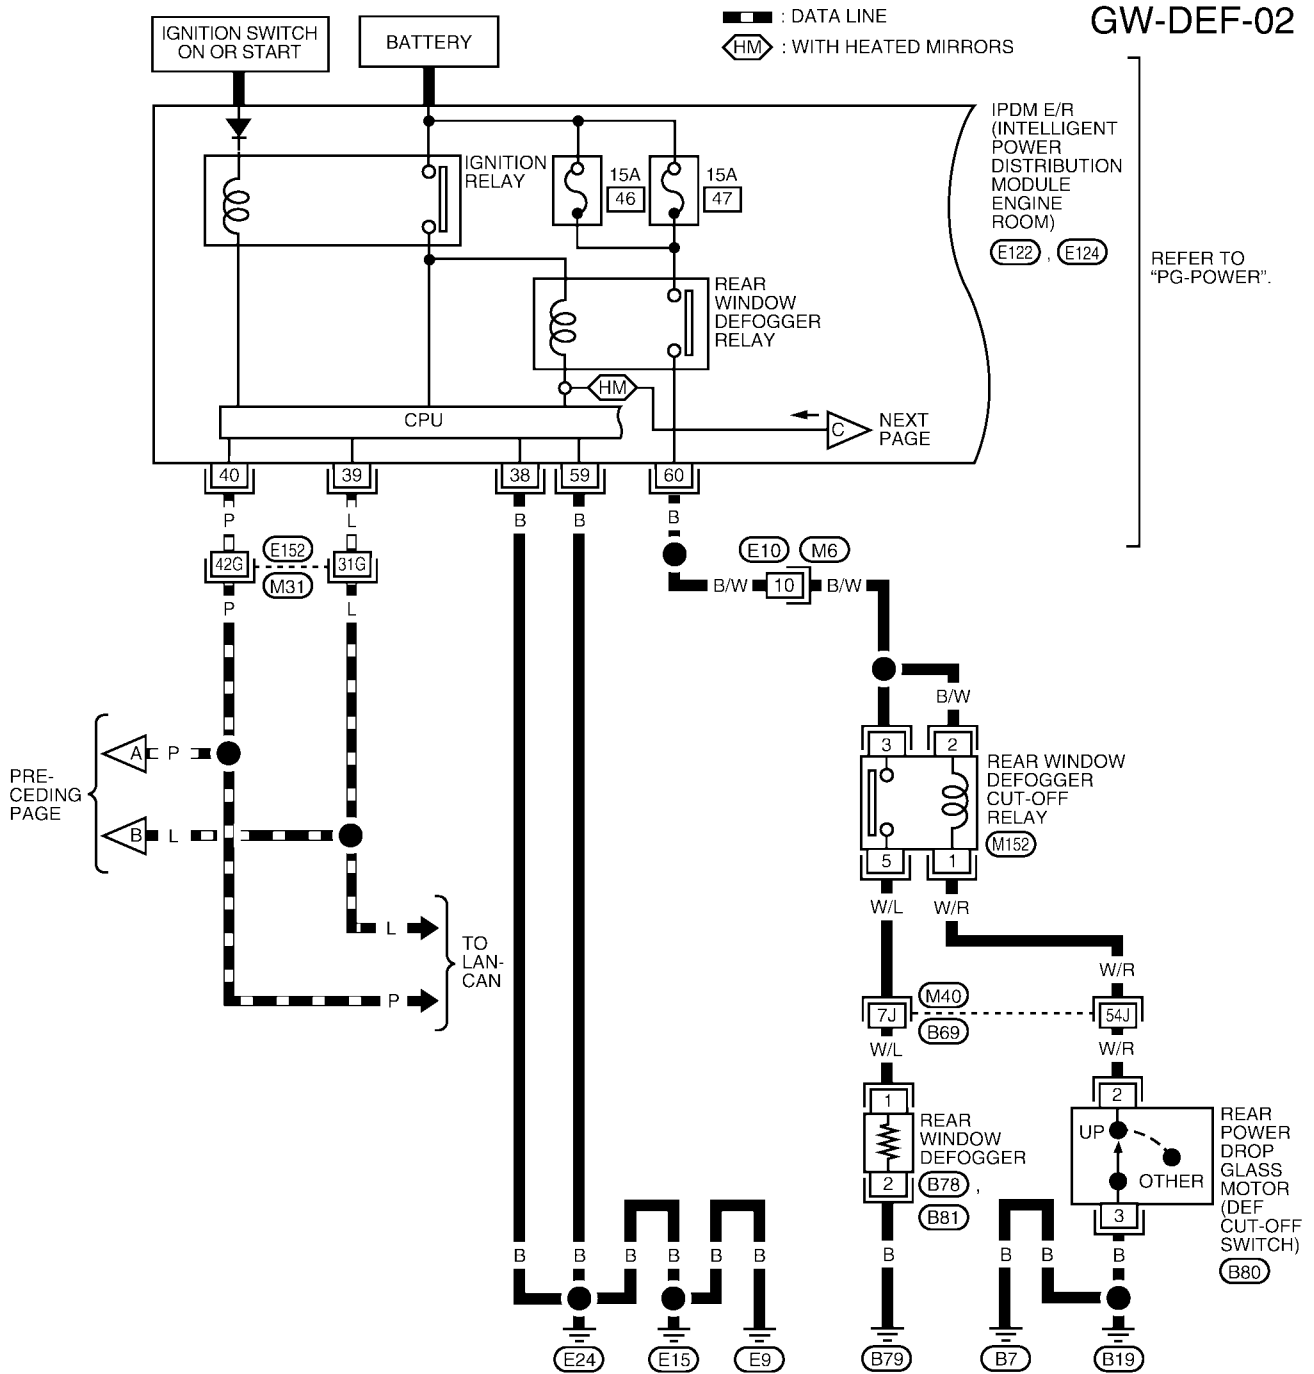 GW-DEF-02
: DATA LINE
HM : WITH HEATED MIRRORS
IGNITION SWITCH
ON OR START
BATTERY
IPDM E/R
(INTELLIGENT
POWER
DISTRIBUTION
MODULE
ENGINE
ROOM)
E122 , E124
REFER TO
“PG-POWER”.
IGNITION
RELAY
15A
46
15A
47
REAR
WINDOW
DEFOGGER
RELAY
HM
CPU
C
NEXT
PAGE
40 39 38 59 60
P L B B B
42G E152 31G
M31
P L
E10 M6
B/W 10 B/W
B/W
A P
B L
PRE-
CEDING
PAGE
L
P
TO
LAN-
CAN
3 2
REAR WINDOW
DEFOGGER
CUT-OFF
RELAY
M152
5 1
W/L W/R
W/R
7J M40 54J
B69
W/L W/R
1
REAR
WINDOW
DEFOGGER
2
B78 ,
B81
2
UP
OTHER
3
REAR
POWER
DROP
GLASS
MOTOR
(DEF
CUT-OFF
SWITCH)
B80
B B B B B B B B B B
E24 E15 E9 B79 B7 B19